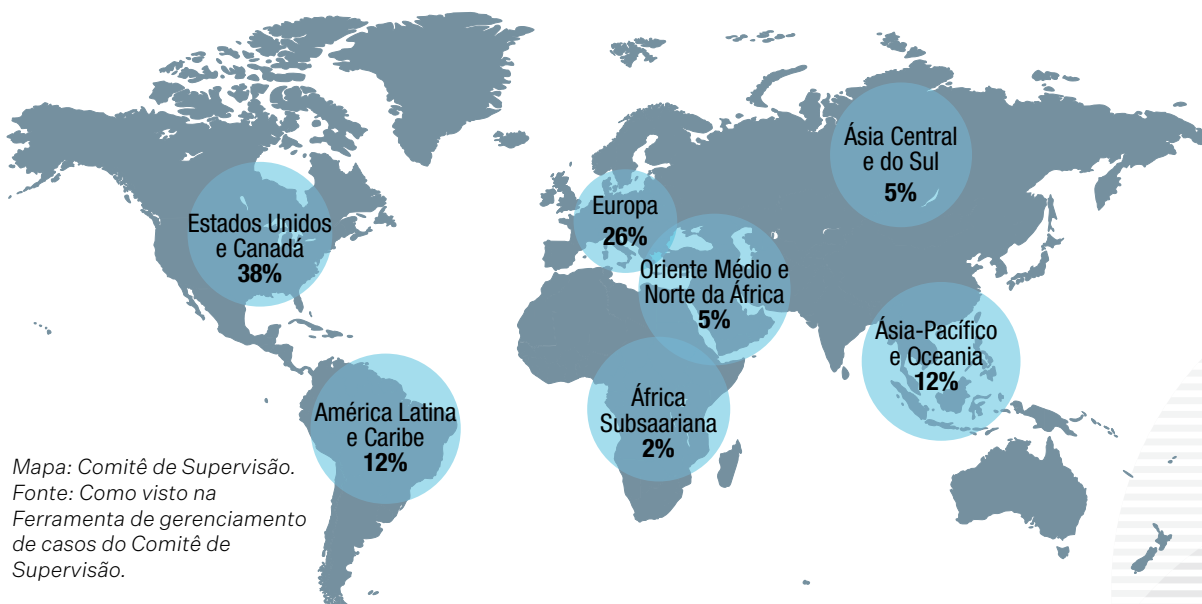 Ásia Central
e do Sul
5%
Europa
26%
Estados Unidos
e Canadá
38%
Oriente Médio e
Norte da África
5%
Ásia-Pacífico
e Oceania
12%
África
Subsaariana
2%
América Latina
e Caribe
12%
Mapa: Comitê de Supervisão.
Fonte: Como visto na
Ferramenta de gerenciamento
de casos do Comitê de
Supervisão.